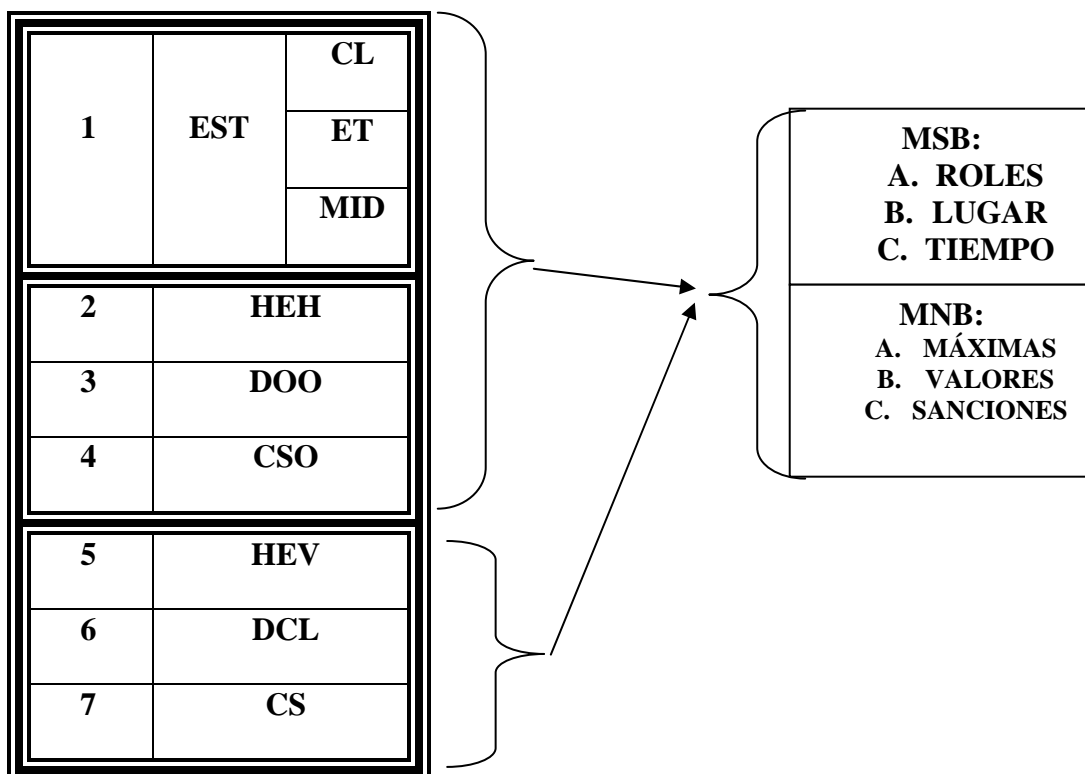 1 EST CL
ET
MID
2 HEH
3 DOO
4 CSO
5 HEV
6 DCL
7 CS
MSB:
A. ROLES
B. LUGAR
C. TIEMPO
MNB:
A. MÁXIMAS
B. VALORES
C. SANCIONES